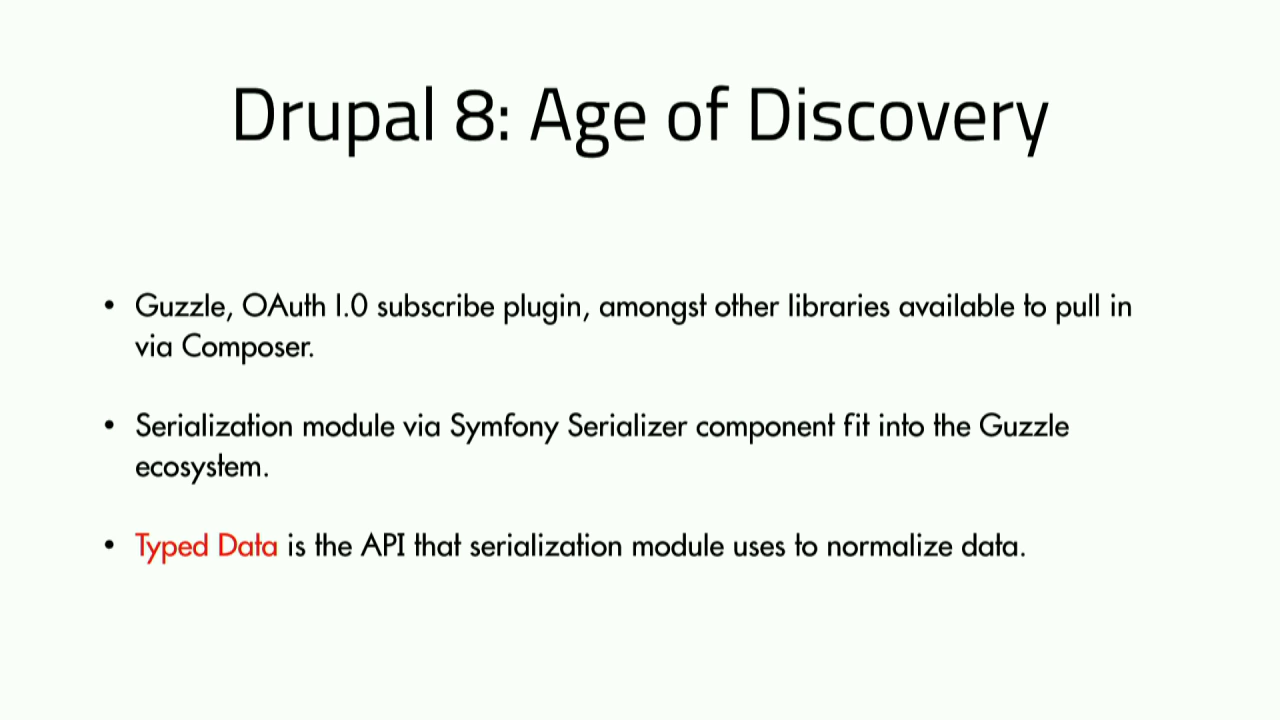 Drupal 8: Age of Discovery
• Guzzle, OAuth 1.0 subscribe plugin, amongst other libraries available to pull in
via Composer.
• Serialization module via Symfony Serializer component fit into the Guzzle
ecosystem.
• Typed Data is the API that serialization module uses to normalize data.